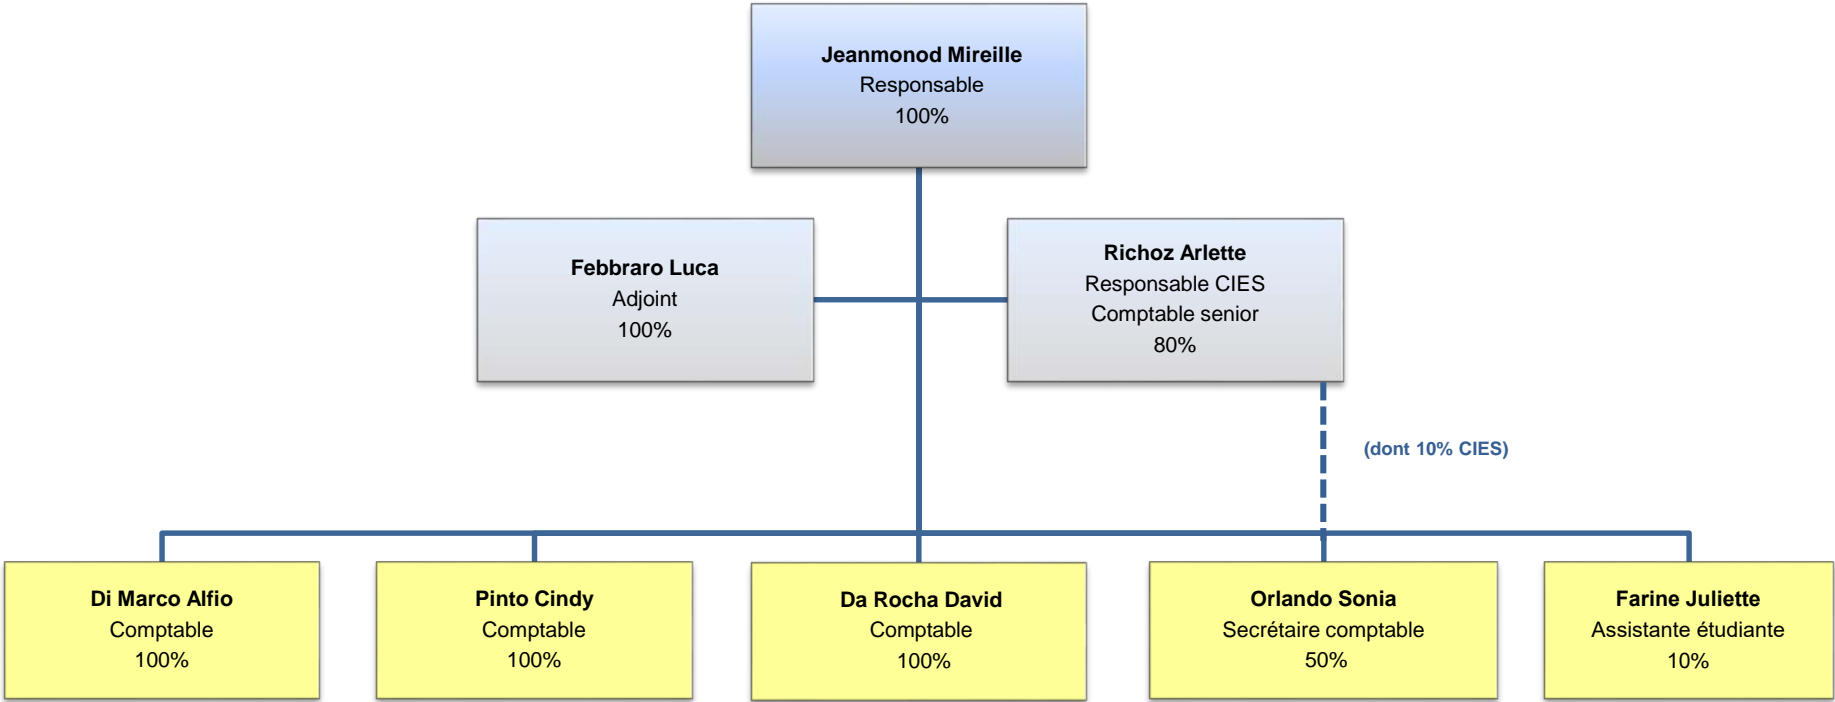 Jeanmonod Mireille
Responsable
100%
Febbraro Luca
Adjoint
100%
Richoz Arlette
Responsable CIES
Comptable senior
80%
(dont 10% CIES)
Di Marco Alfio
Comptable
100%
Pinto Cindy
Comptable
100%
Da Rocha David
Comptable
100%
Orlando Sonia
Secrétaire comptable
50%
Farine Juliette
Assistante étudiante
10%